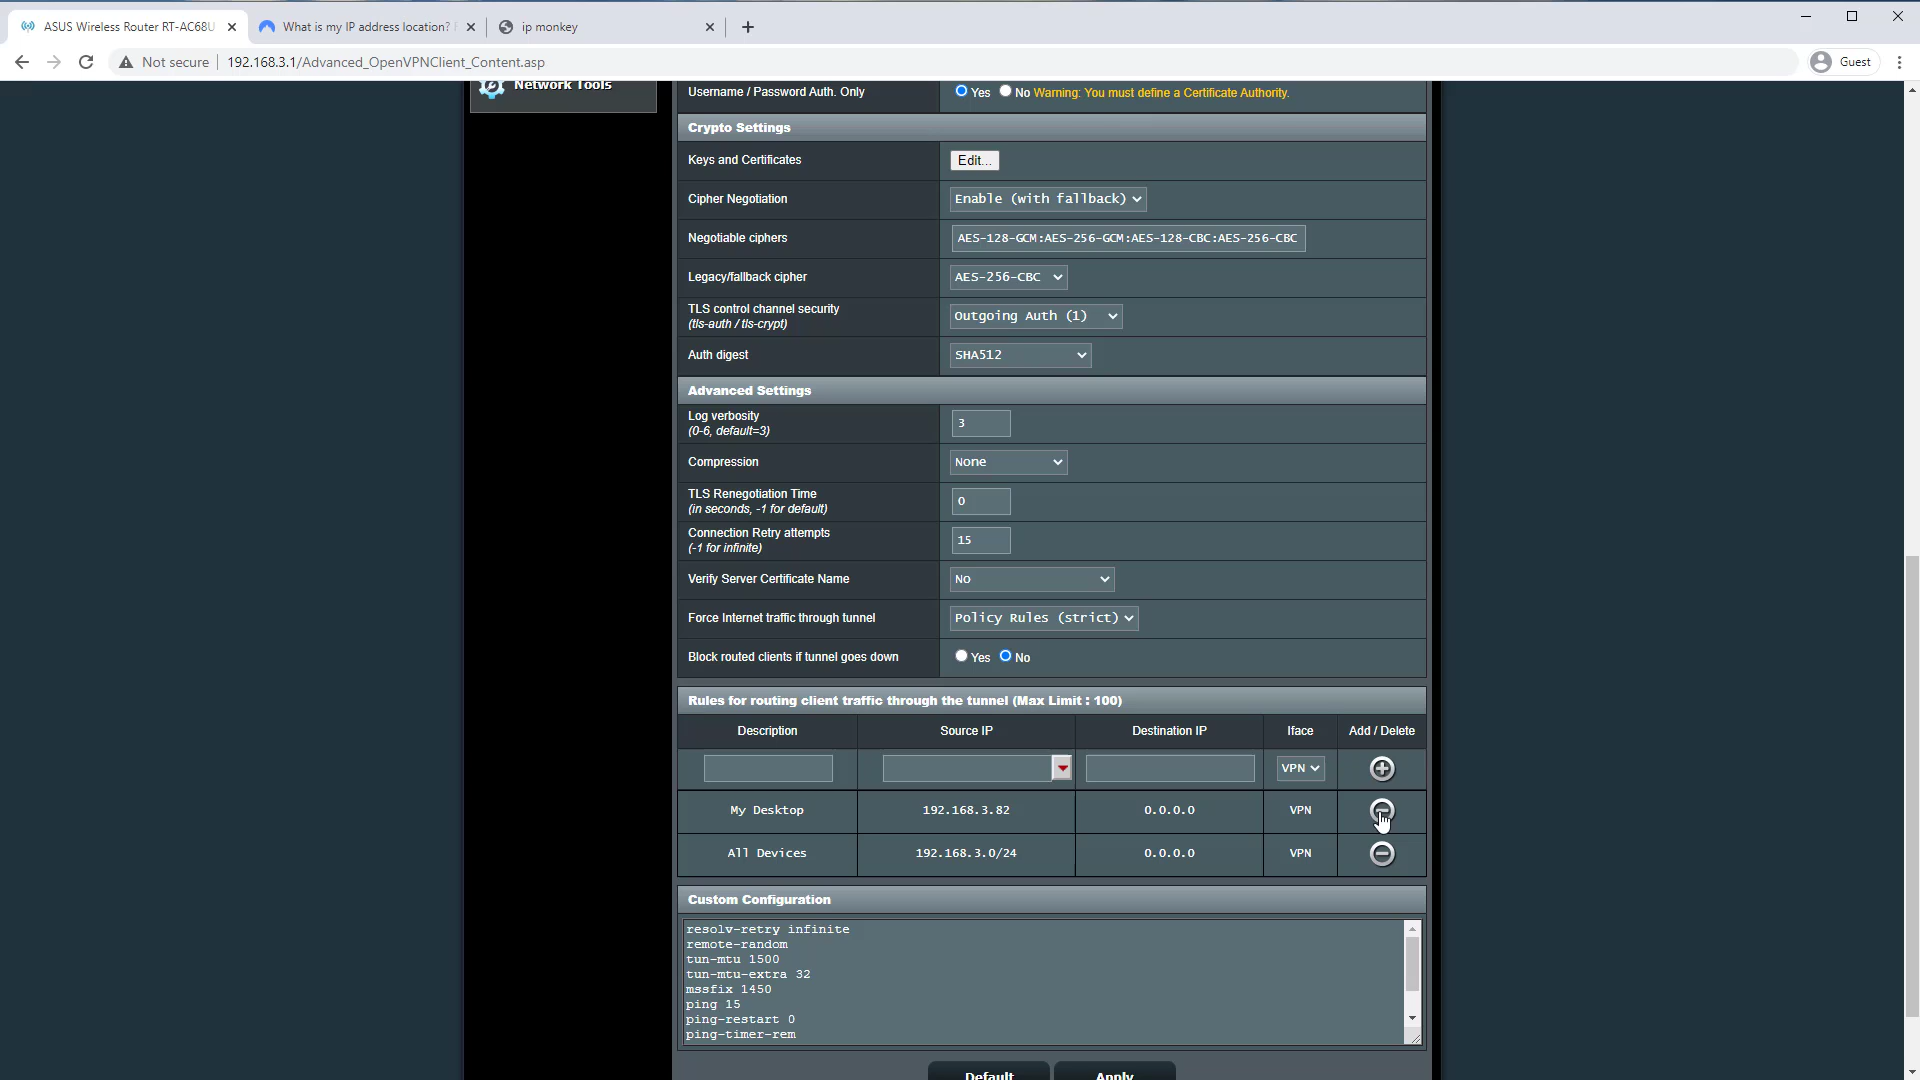 ASUS Wireless Router RT-AC68U
What is my IP address location?
ip monkey
Not secure
192.168.3.1/Advanced_OpenVPNClient_Content.asp
Guest
Network Tools
Username / Password Auth. Only
Yes No Warning: You must define a Certificate Authority.
Crypto Settings
Keys and Certificates
Edit...
Cipher Negotiation
Enable (with fallback)
Negotiable ciphers
AES-128-GCM:AES-256-GCM:AES-128-CBC:AES-256-CBC
Legacy/fallback cipher
AES-256-CBC
TLS control channel security
(tls-auth / tls-crypt)
Outgoing Auth (1)
Auth digest
SHA512
Advanced Settings
Log verbosity
(0-6, default=3)
3
Compression
None
TLS Renegotiation Time
(in seconds, -1 for default)
0
Connection Retry attempts
(-1 for infinite)
15
Verify Server Certificate Name
No
Force Internet traffic through tunnel
Policy Rules (strict)
Block routed clients if tunnel goes down
Yes No
Rules for routing client traffic through the tunnel (Max Limit : 100)
Description Source IP Destination IP Iface Add / Delete
VPN
My Desktop 192.168.3.82 0.0.0.0 VPN
All Devices 192.168.3.0/24 0.0.0.0 VPN
Custom Configuration
resolv-retry infinite
remote-random
tun-mtu 1500
tun-mtu-extra 32
mssfix 1450
ping 15
ping-restart 0
ping-timer-rem
Default Apply